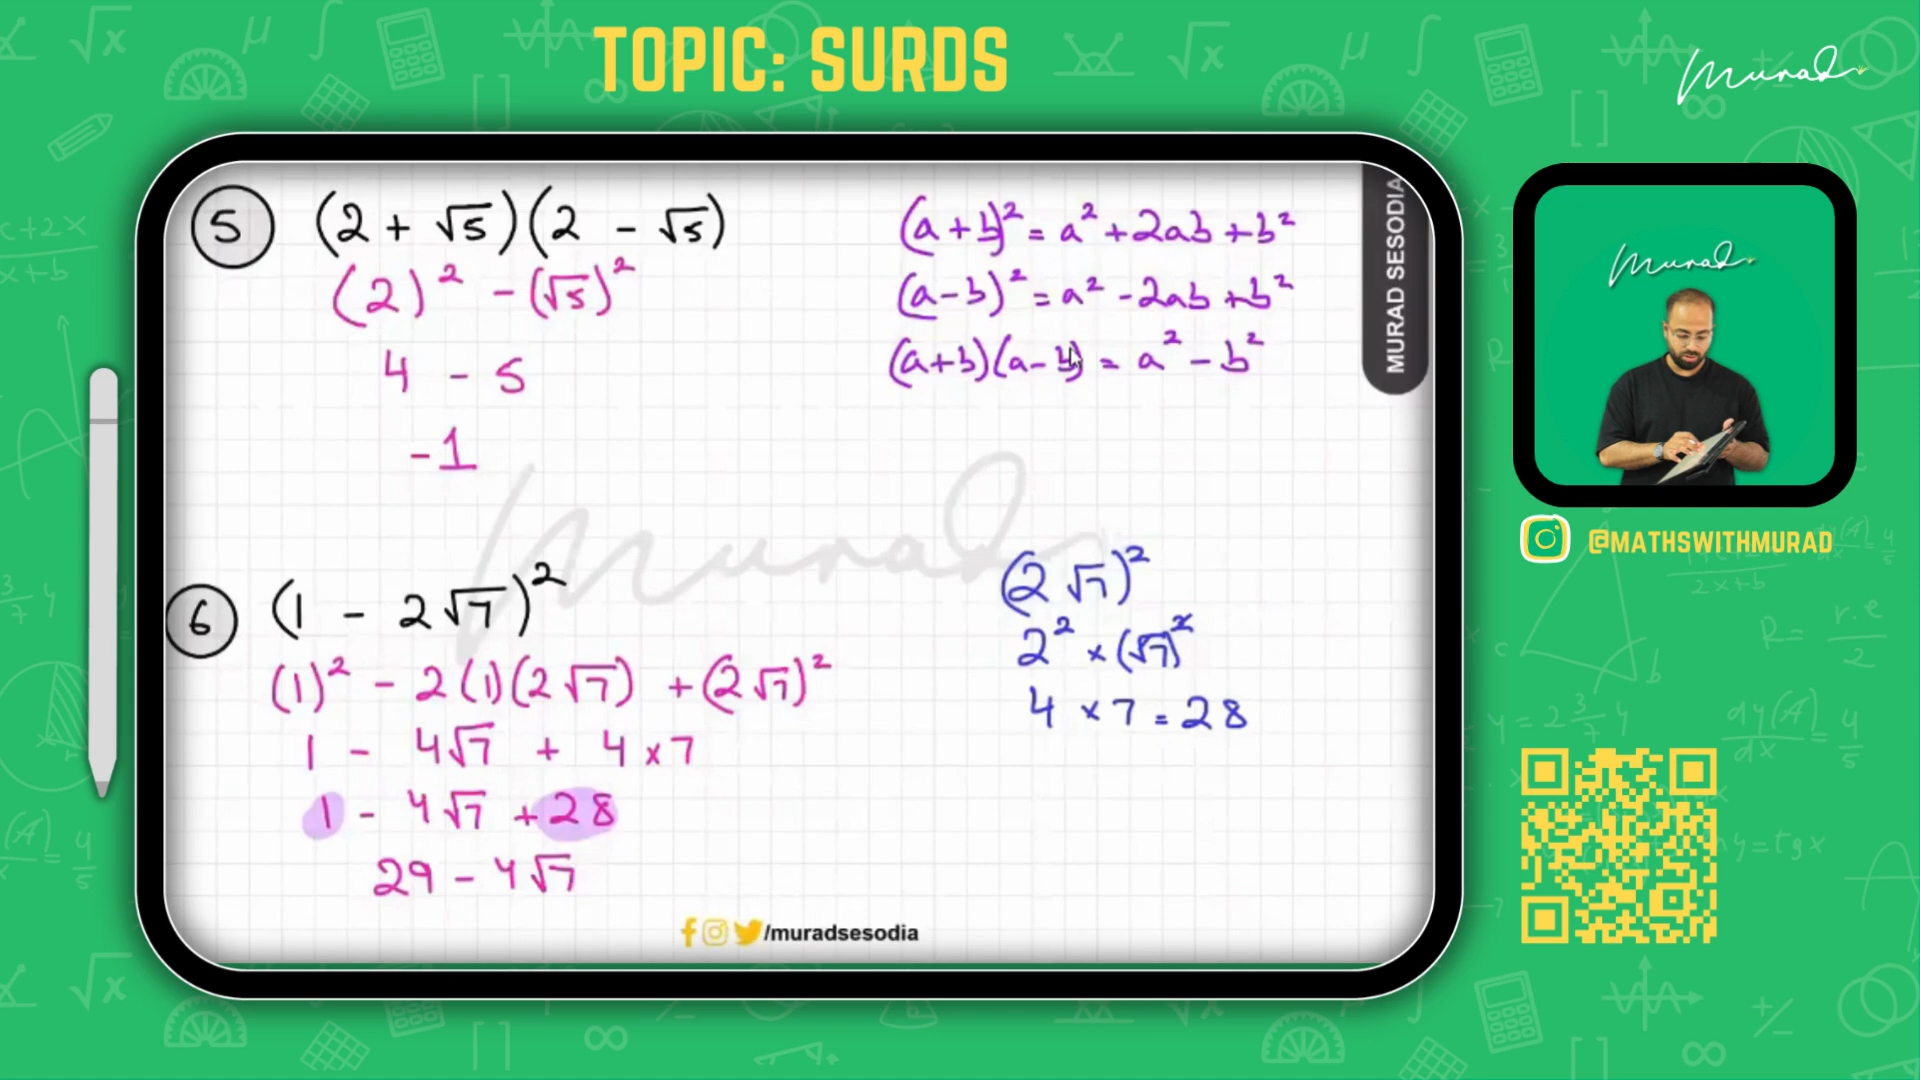 TOPIC: SURDS
Murad
MURAD SESODIA
5 (2 + √5)(2 - √5)
(2)² - (√5)²
4 - 5
-1
(a+b)² = a² + 2ab + b²
(a-b)² = a² - 2ab + b²
(a+b)(a-b) = a² - b²
Murad
6 (1 - 2√7)²
(1)² - 2(1)(2√7) + (2√7)²
1 - 4√7 + 4 × 7
1 - 4√7 + 28
29 - 4√7
(2√7)²
2² × (√7)²
4 × 7 = 28
/muradsesodia
Murad
@MATHSWITHMURAD